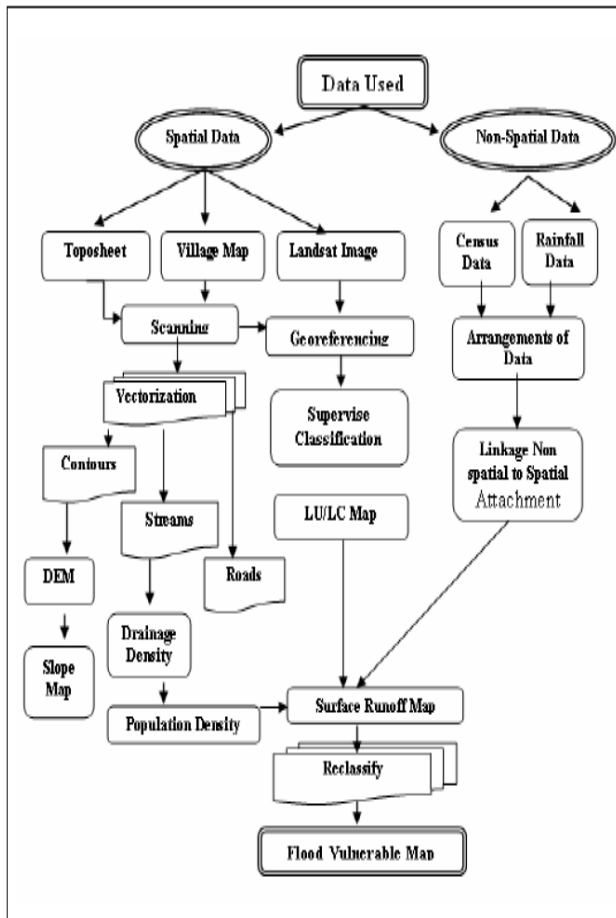 Data Used
Spatial Data
Non-Spatial Data
Toposheet
Village Map
Landsat Image
Census
Data
Rainfall
Data
Scanning
Georeferencing
Arrangements of
Data
Vectorization
Supervise
Classification
Linkage Non
spatial to Spatial
Attachment
Contours
Streams
LU/LC Map
DEM
Roads
Drainage
Density
Slope
Map
Population Density
Surface Runoff Map
Reclassify
Flood Vulnerable Map